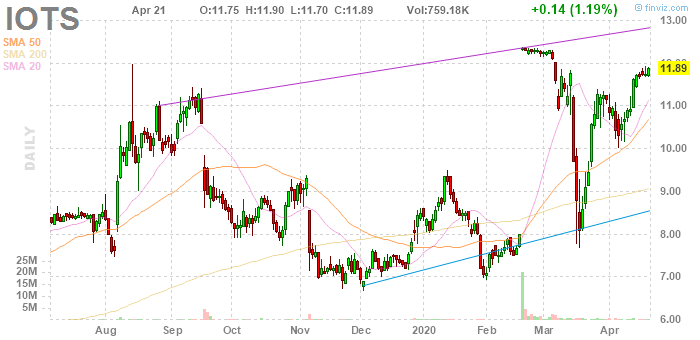 © finviz.com
IOTS
Apr 21 O:11.75 H:11.90 L:11.70 C:11.89 Vol:759.18K +0.14 (1.19%)
SMA 50
SMA 200
SMA 20
DAILY
13.00
12.00
11.89
11.00
10.00
9.00
8.00
7.00
6.00
25M
20M
15M
10M
5M
Aug Sep Oct Nov Dec 2020 Feb Mar Apr